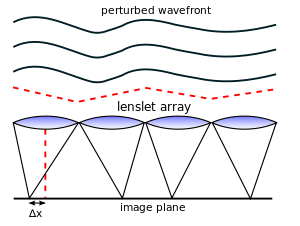 perturbed wavefront
lenslet array
image plane
Δx